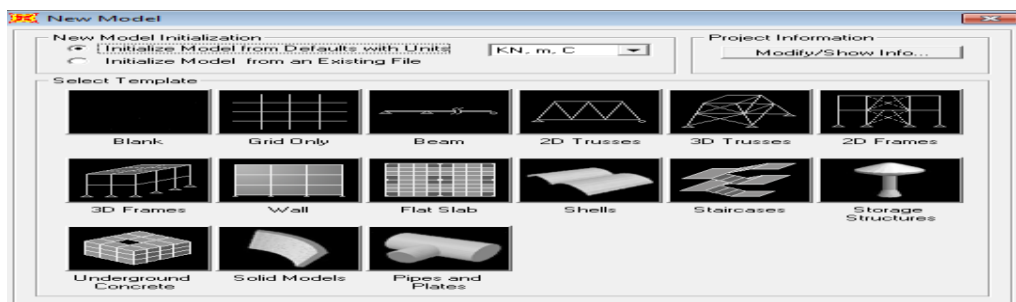 New Model
New Model Initialization
Initialize Model from Defaults with Units
KN, m, C
Initialize Model from an Existing File
Project Information
Modify/Show Info...
Select Template
Blank
Grid Only
Beam
2D Trusses
3D Trusses
2D Frames
3D Frames
Wall
Flat Slab
Shells
Staircases
Storage
Structures
Underground
Concrete
Solid Models
Pipes and
Plates